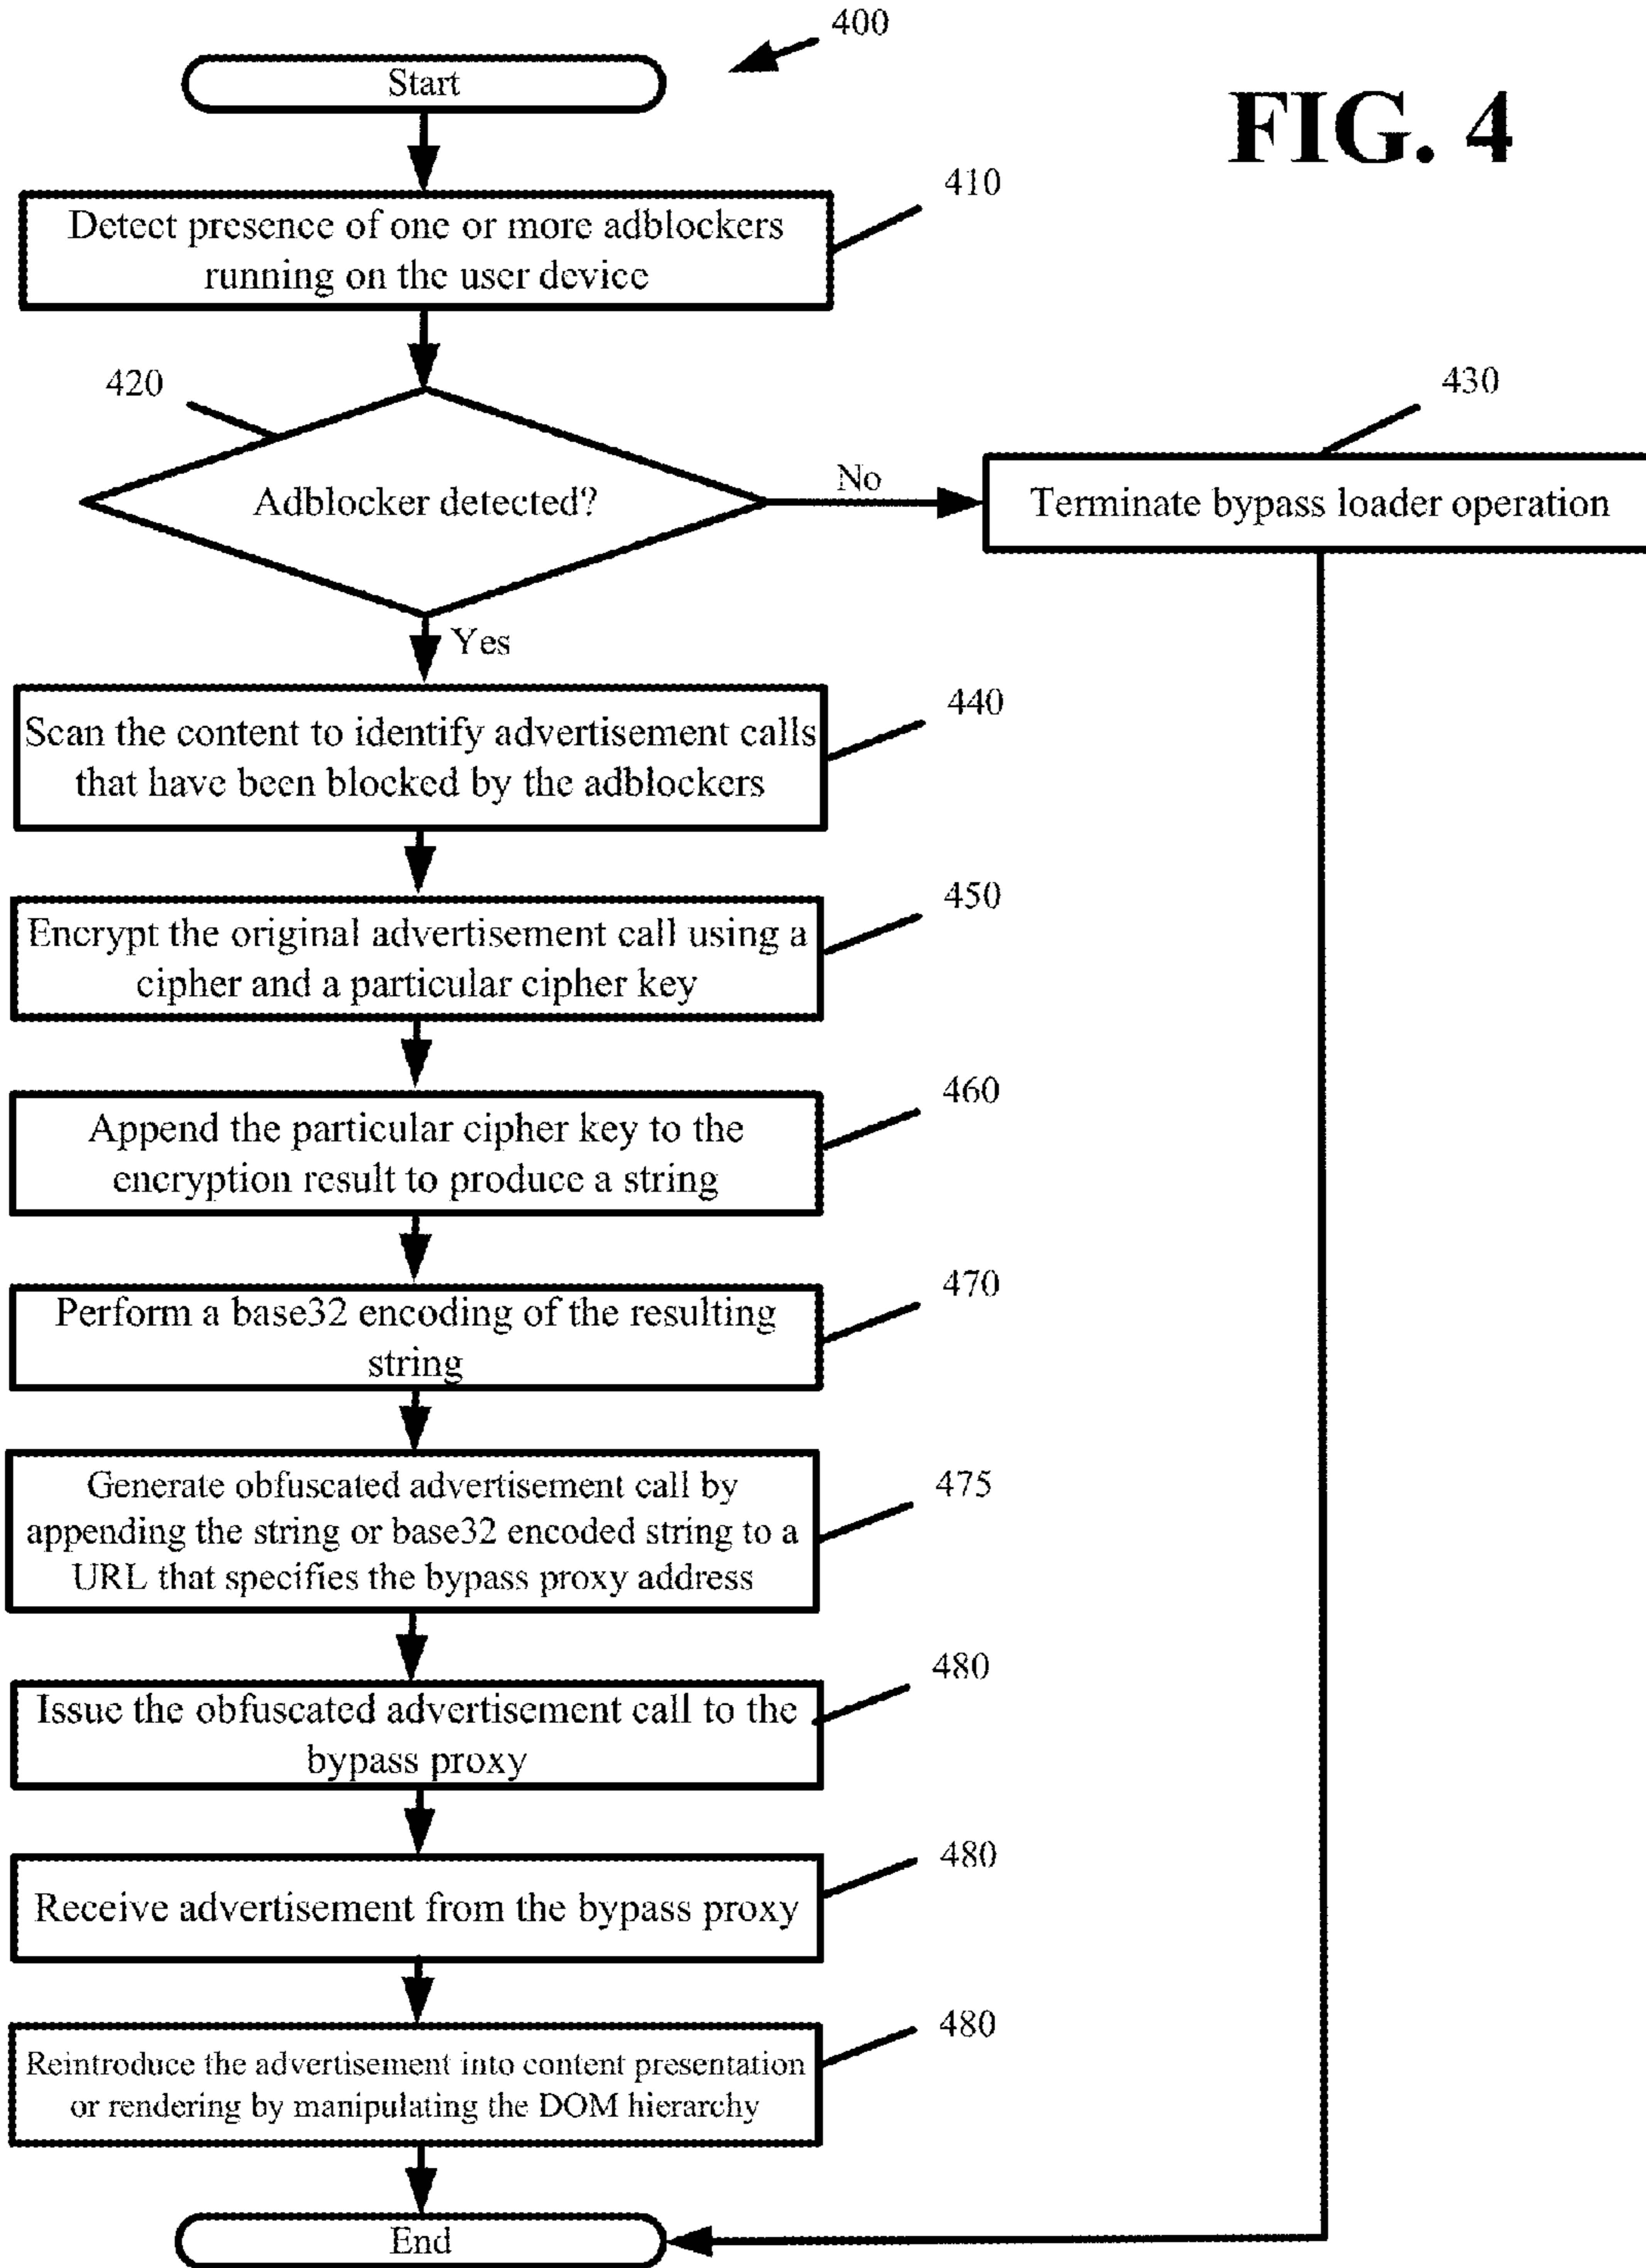 400
Start
FIG. 4
410
Detect presence of one or more adblockers
running on the user device
420
430
Adblocker detected?
No
Terminate bypass loader operation
Yes
440
Scan the content to identify advertisement calls
that have been blocked by the adblockers
450
Encrypt the original advertisement call using a
cipher and a particular cipher key
460
Append the particular cipher key to the
encryption result to produce a string
470
Perform a base32 encoding of the resulting
string
475
Generate obfuscated advertisement call by
appending the string or base32 encoded string to a
URL that specifies the bypass proxy address
480
Issue the obfuscated advertisement call to the
bypass proxy
480
Receive advertisement from the bypass proxy
480
Reintroduce the advertisement into content presentation
or rendering by manipulating the DOM hierarchy
End